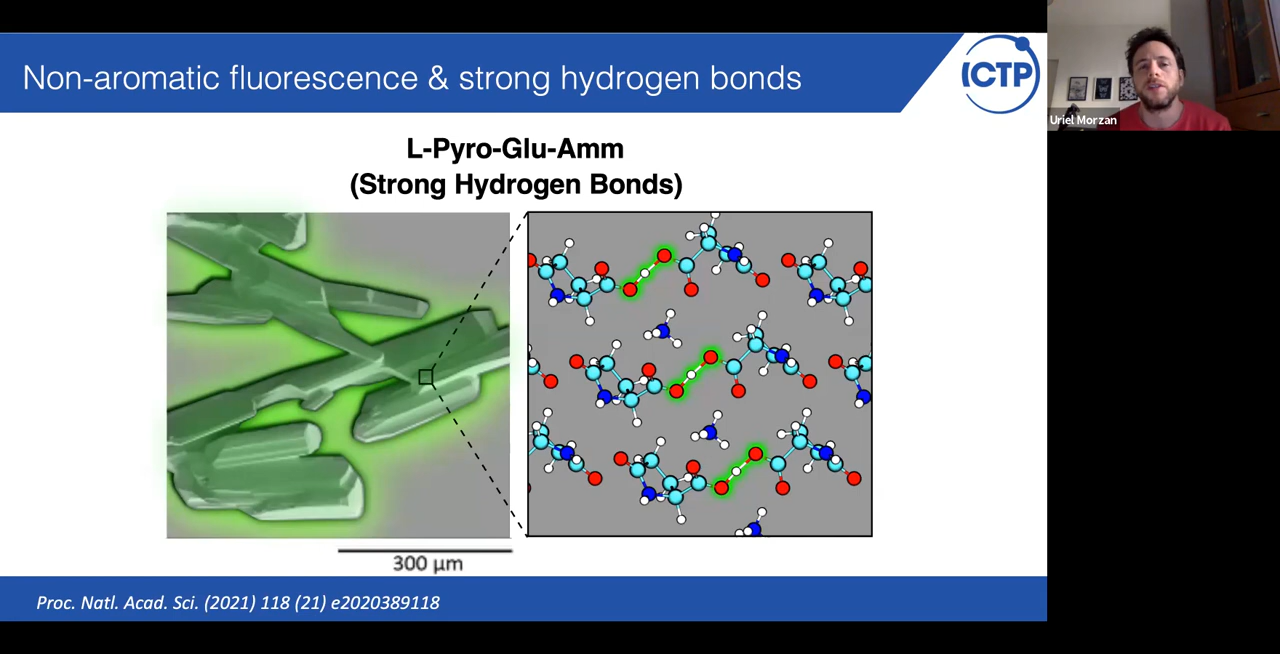 Non-aromatic fluorescence & strong hydrogen bonds
ICTP
Uriel Morzan
L-Pyro-Glu-Amm
(Strong Hydrogen Bonds)
300 µm
Proc. Natl. Acad. Sci. (2021) 118 (21) e2020389118